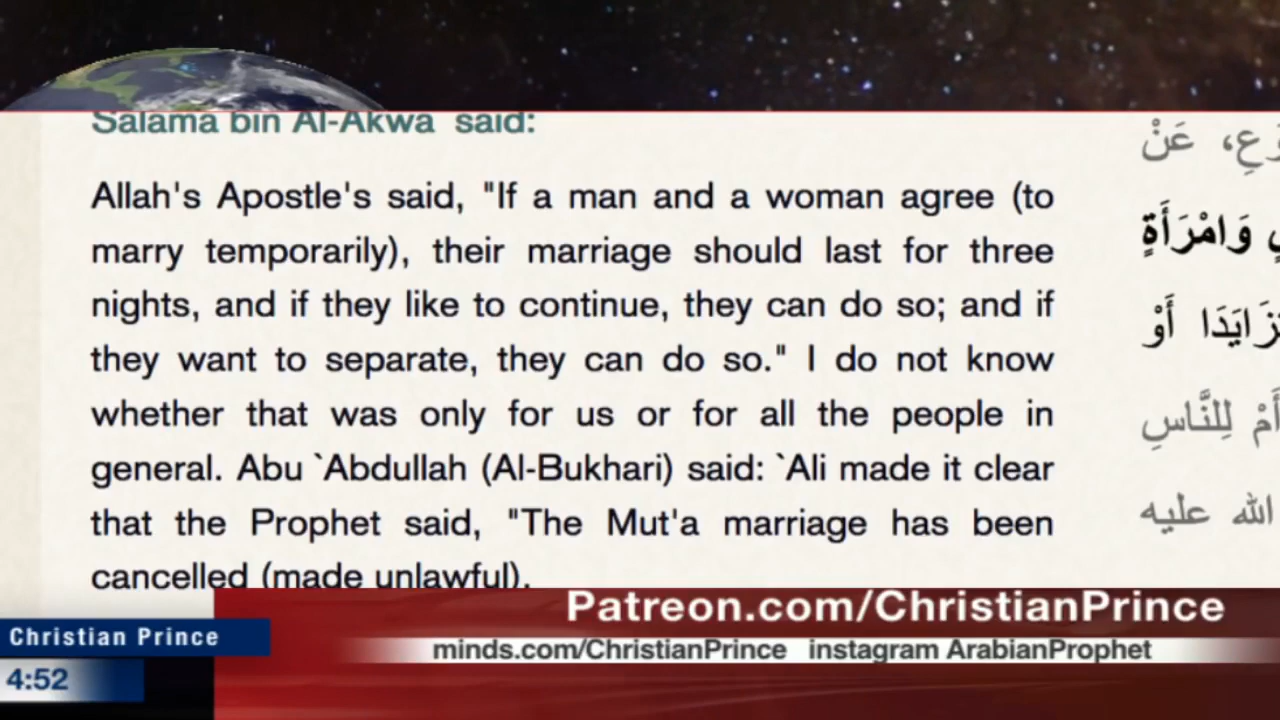 Salama bin Al-Akwa said:
Allah's Apostle's said, "If a man and a woman agree (to
marry temporarily), their marriage should last for three
nights, and if they like to continue, they can do so; and if
they want to separate, they can do so." I do not know
whether that was only for us or for all the people in
general. Abu `Abdullah (Al-Bukhari) said: `Ali made it clear
that the Prophet said, "The Mut'a marriage has been
cancelled (made unlawful).
عَنْ
وَامْرَأَةٍ
أَوْ
أَمْ لِلنَّاسِ
الله عليه
Patreon.com/ChristianPrince
Christian Prince
minds.com/ChristianPrince instagram ArabianProphet
4:52